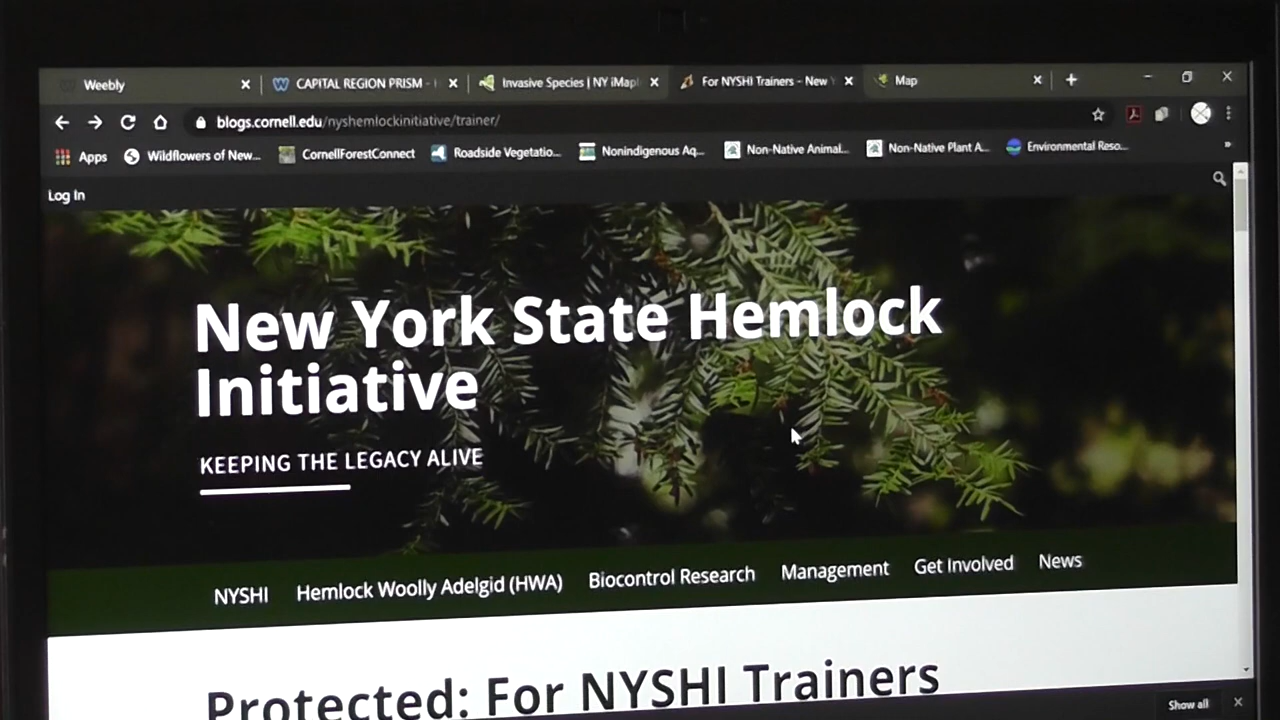 Weebly
CAPITAL REGION PRISM -
Invasive Species | NY iMap
For NYSHI Trainers – New Y
Map
blogs.cornell.edu/nyshemlockinitiative/trainer/
Apps
Wildflowers of New...
CornellForestConnect
Roadside Vegetatio...
Nonindigenous Aq...
Non-Native Animal...
Non-Native Plant A...
Environmental Reso...
»
Log In
New York State Hemlock
Initiative
KEEPING THE LEGACY ALIVE
NYSHI
Hemlock Woolly Adelgid (HWA)
Biocontrol Research
Management
Get Involved
News
Protected: For NYSHI Trainers
Show all